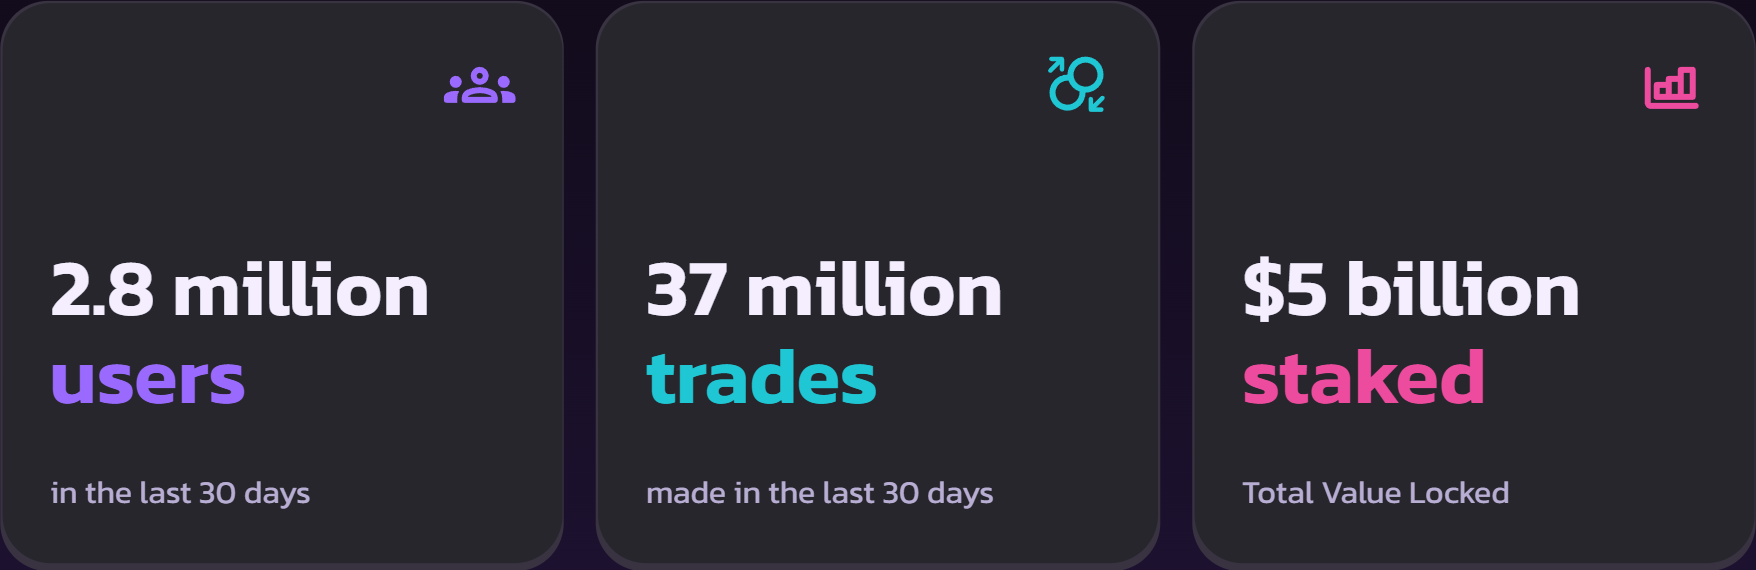 2.8 million
users
in the last 30 days
37 million
trades
made in the last 30 days
$5 billion
staked
Total Value Locked